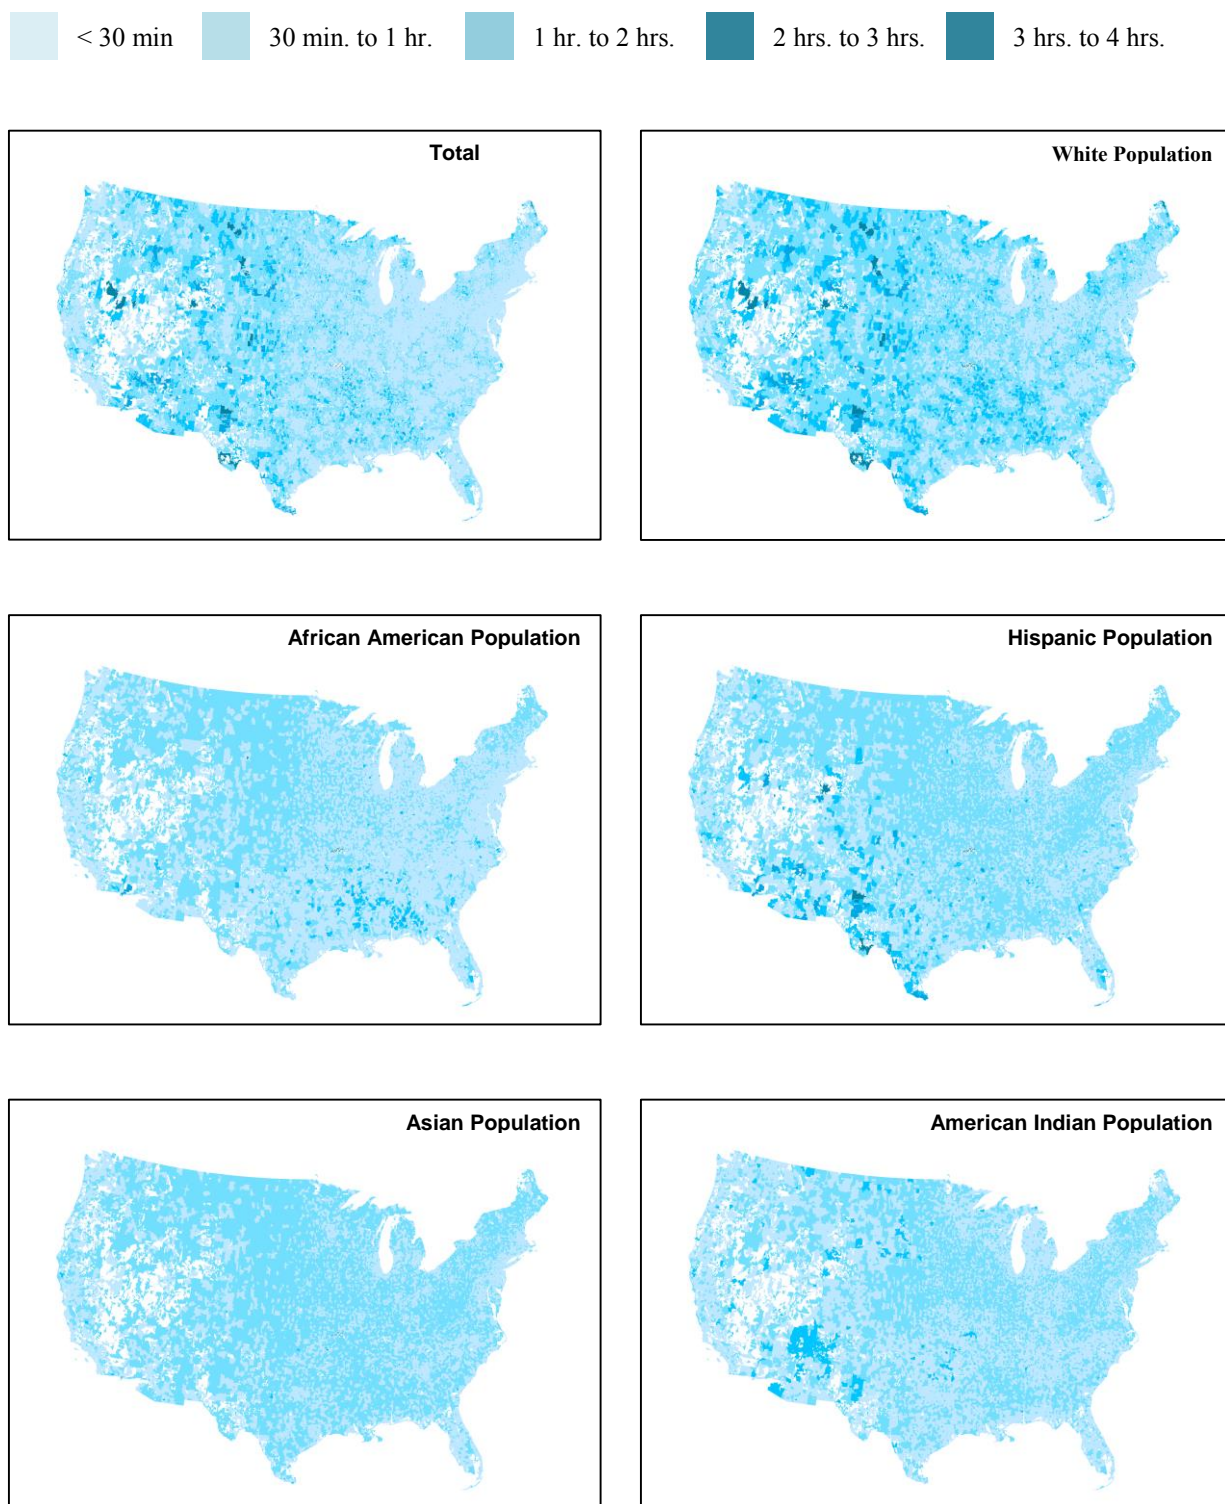 < 30 min 30 min. to 1 hr. 1 hr. to 2 hrs. 2 hrs. to 3 hrs. 3 hrs. to 4 hrs.
Total
White Population
African American Population
Hispanic Population
Asian Population
American Indian Population